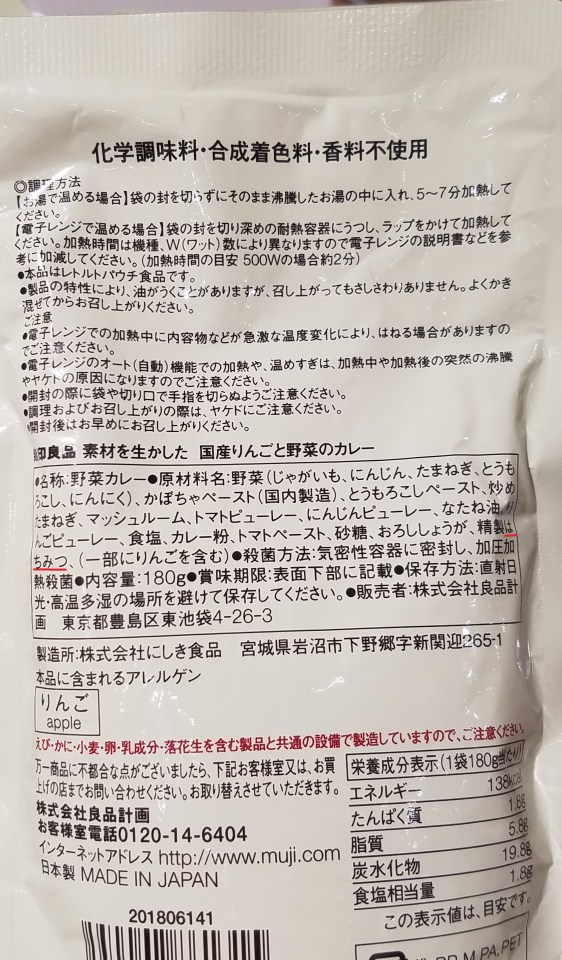 化学調味料・合成着色料・香料不使用
◎調理方法
【お湯で温める場合】袋の封を切らずにそのまま沸騰したお湯の中に入れ、5~7分加熱して
ください。
【電子レンジで温める場合】袋の封を切り深めの耐熱容器にうつし、ラップをかけて加熱して
ください。加熱時間は機種、W(ワット)数により異なりますので電子レンジの説明書などを参
考に加減してください。(加熱時間の目安 500Wの場合約2分)
●本品はレトルトパウチ食品です。
●製品の特性により、油がうくことがありますが、召し上がってもさしさわりありません。よくかき
混ぜてからお召し上がりください。
ご注意
●電子レンジでの加熱中に内容物などが急激な温度変化により、はねる場合がありますの
でご注意ください。
●電子レンジのオート(自動)機能での加熱や、温めすぎは、加熱中や加熱後の突然の沸騰
やヤケドの原因になりますのでご注意ください。
●開封の際に袋や切り口で手指を切らぬようご注意ください。
●調理およびお召し上がりの際は、ヤケドにご注意ください。
●開封後はお早めにお召し上がりください。
無印良品 素材を生かした 国産りんごと野菜のカレー
●名称:野菜カレー●原材料名:野菜(じゃがいも、にんじん、たまねぎ、とうも
ろこし、にんにく)、かぼちゃペースト(国内製造)、とうもろこしペースト、炒め
たまねぎ、マッシュルーム、トマトピューレー、にんじんピューレー、なたね油、り
んごピューレー、食塩、カレー粉、トマトペースト、砂糖、おろししょうが、精製は
ちみつ、(一部にりんごを含む)●殺菌方法:気密性容器に密封し、加圧加
熱殺菌●内容量:180g●賞味期限:表面下部に記載●保存方法:直射日
光・高温多湿の場所を避けて保存してください。●販売者:株式会社良品計
画 東京都豊島区東池袋4-26-3
製造所:株式会社にしき食品 宮城県岩沼市下野郷字新関迎265-1
本品に含まれるアレルゲン
りんご
apple
えび・かに・小麦・卵・乳成分・落花生を含む製品と共通の設備で製造していますので、ご注意ください。
万一商品に不都合な点がございましたら、下記お客様室又は、お買
上げの店までお問い合わせください。お取り替えさせていただきます。
株式会社良品計画
お客様室電話0120-14-6404
インターネットアドレス http://www.muji.com
日本製 MADE IN JAPAN
201806141
栄養成分表示(1袋180g当たり)
エネルギー 138kcal
たんぱく質 1.8g
脂質 5.8g
炭水化物 19.8g
食塩相当量 1.8g
この表示値は、目安です。
PP,M,PA,PET